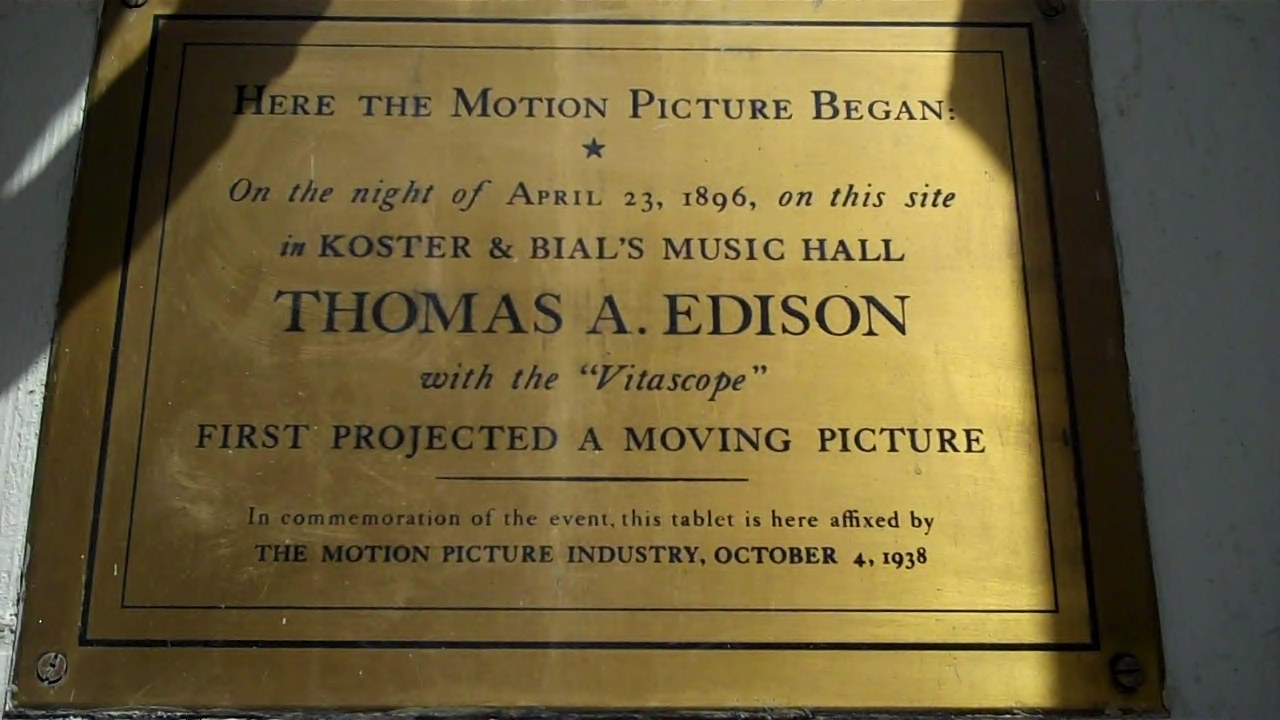 HERE THE MOTION PICTURE BEGAN:
On the night of APRIL 23, 1896, on this site
in KOSTER & BIAL'S MUSIC HALL
THOMAS A. EDISON
with the "Vitascope"
FIRST PROJECTED A MOVING PICTURE
In commemoration of the event, this tablet is here affixed by
THE MOTION PICTURE INDUSTRY, OCTOBER 4, 1938